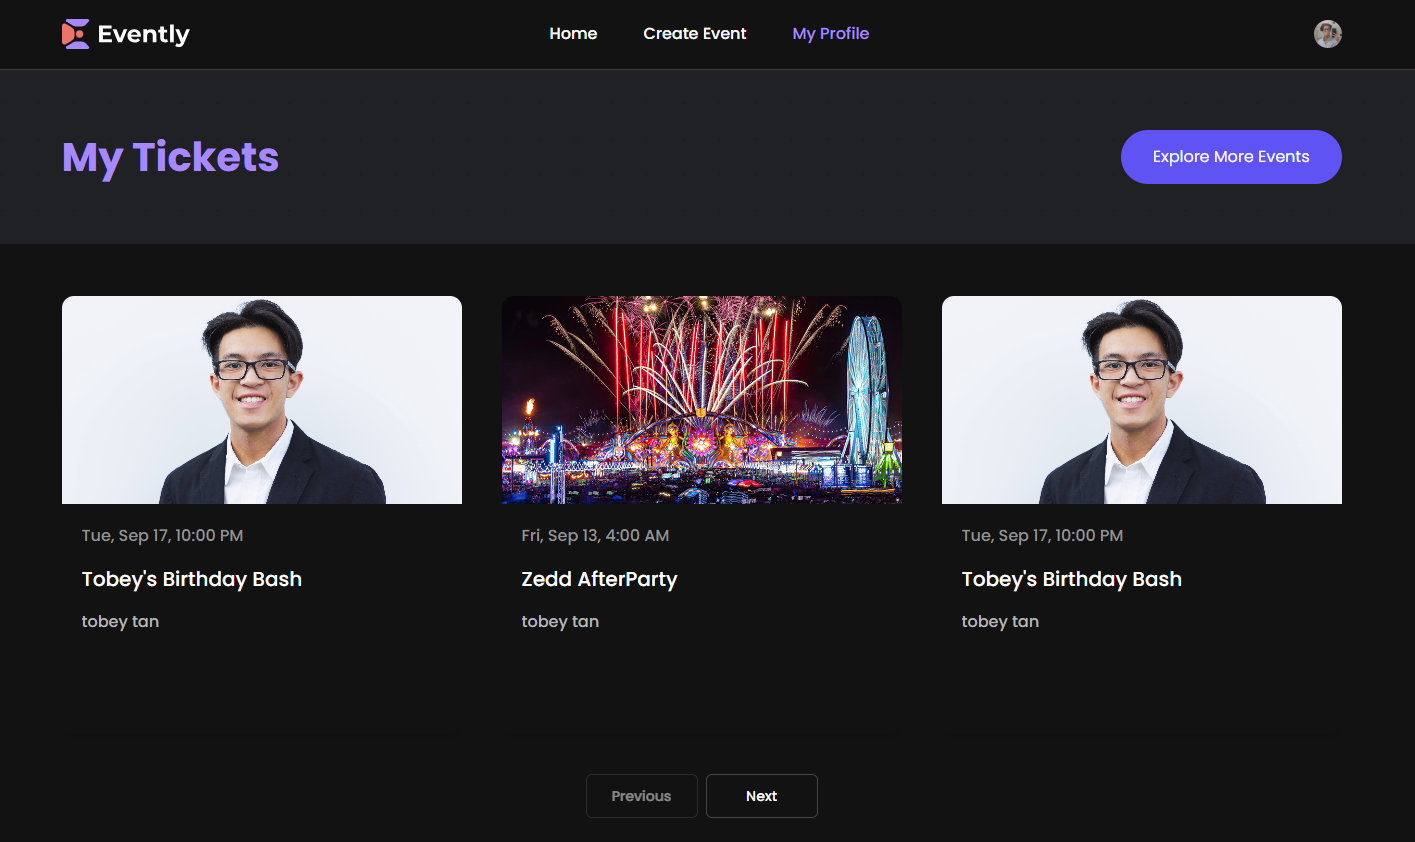 Evently
Home
Create Event
My Profile
My Tickets
Explore More Events
Tue, Sep 17, 10:00 PM
Tobey's Birthday Bash
tobey tan
Fri, Sep 13, 4:00 AM
Zedd AfterParty
tobey tan
Tue, Sep 17, 10:00 PM
Tobey's Birthday Bash
tobey tan
Previous
Next